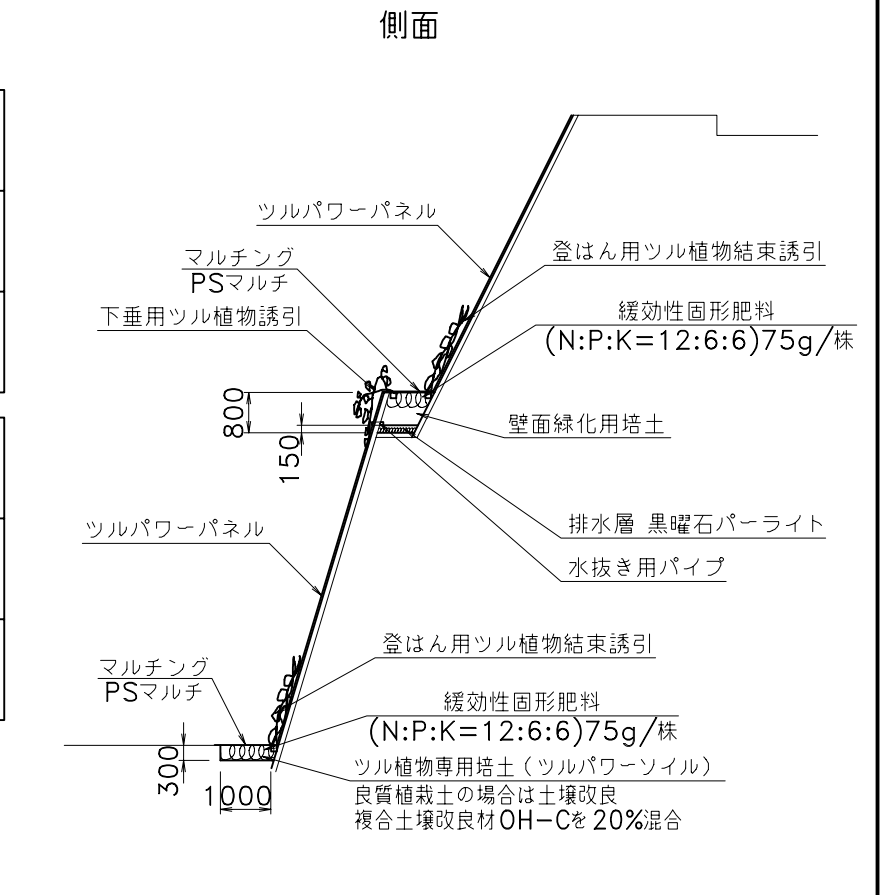 側面
ツルパワーパネル
登はん用ツル植物結束誘引
マルチング
PSマルチ
緩効性固形肥料
(N:P:K=12:6:6)75g/株
下垂用ツル植物誘引
800
150
壁面緑化用培土
排水層 黒曜石パーライト
水抜き用パイプ
ツルパワーパネル
登はん用ツル植物結束誘引
マルチング
PSマルチ
緩効性固形肥料
(N:P:K=12:6:6)75g/株
300
1000
ツル植物専用培土(ツルパワーソイル)
良質植栽土の場合は土壌改良
複合土壌改良材OH-Cを20%混合